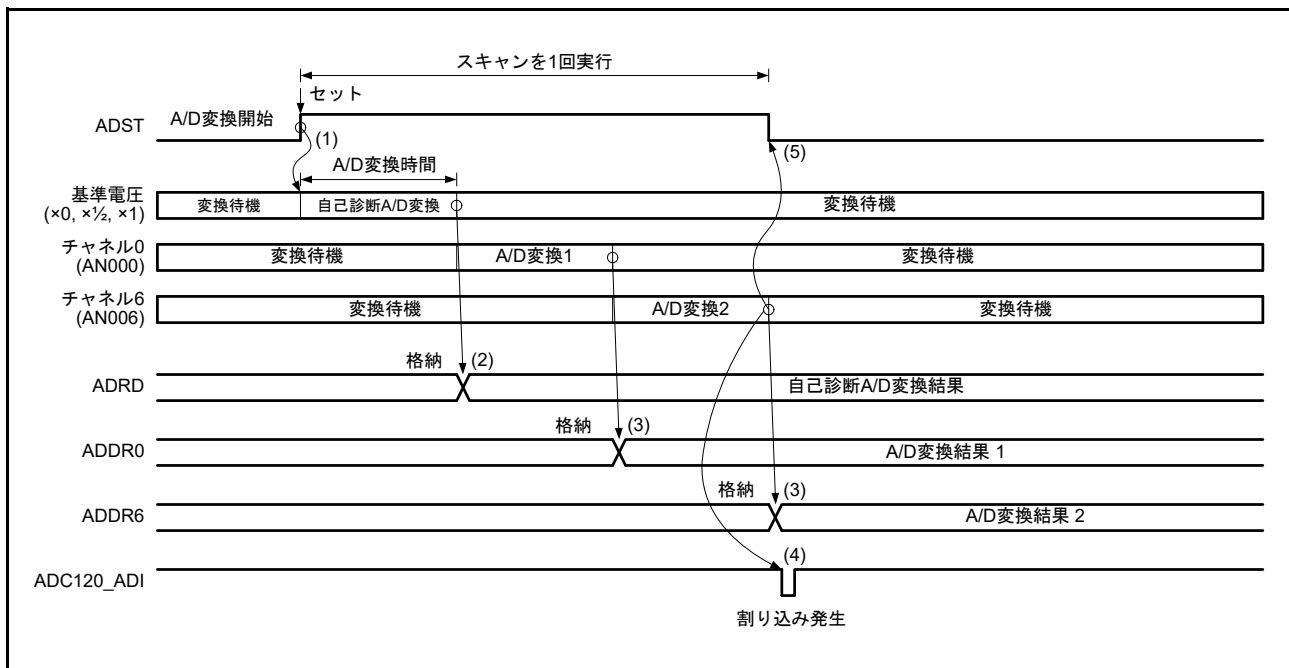 スキャンを1回実行
セット
ADST
A/D変換開始
(1)
(5)
A/D変換時間
基準電圧
(×0, ×½, ×1)
変換待機
自己診断A/D変換
変換待機
チャネル0
(AN000)
変換待機
A/D変換1
変換待機
チャネル6
(AN006)
変換待機
A/D変換2
変換待機
格納
(2)
ADRD
自己診断A/D変換結果
格納
(3)
ADDR0
A/D変換結果 1
格納
(3)
ADDR6
A/D変換結果 2
(4)
ADC120_ADI
割り込み発生